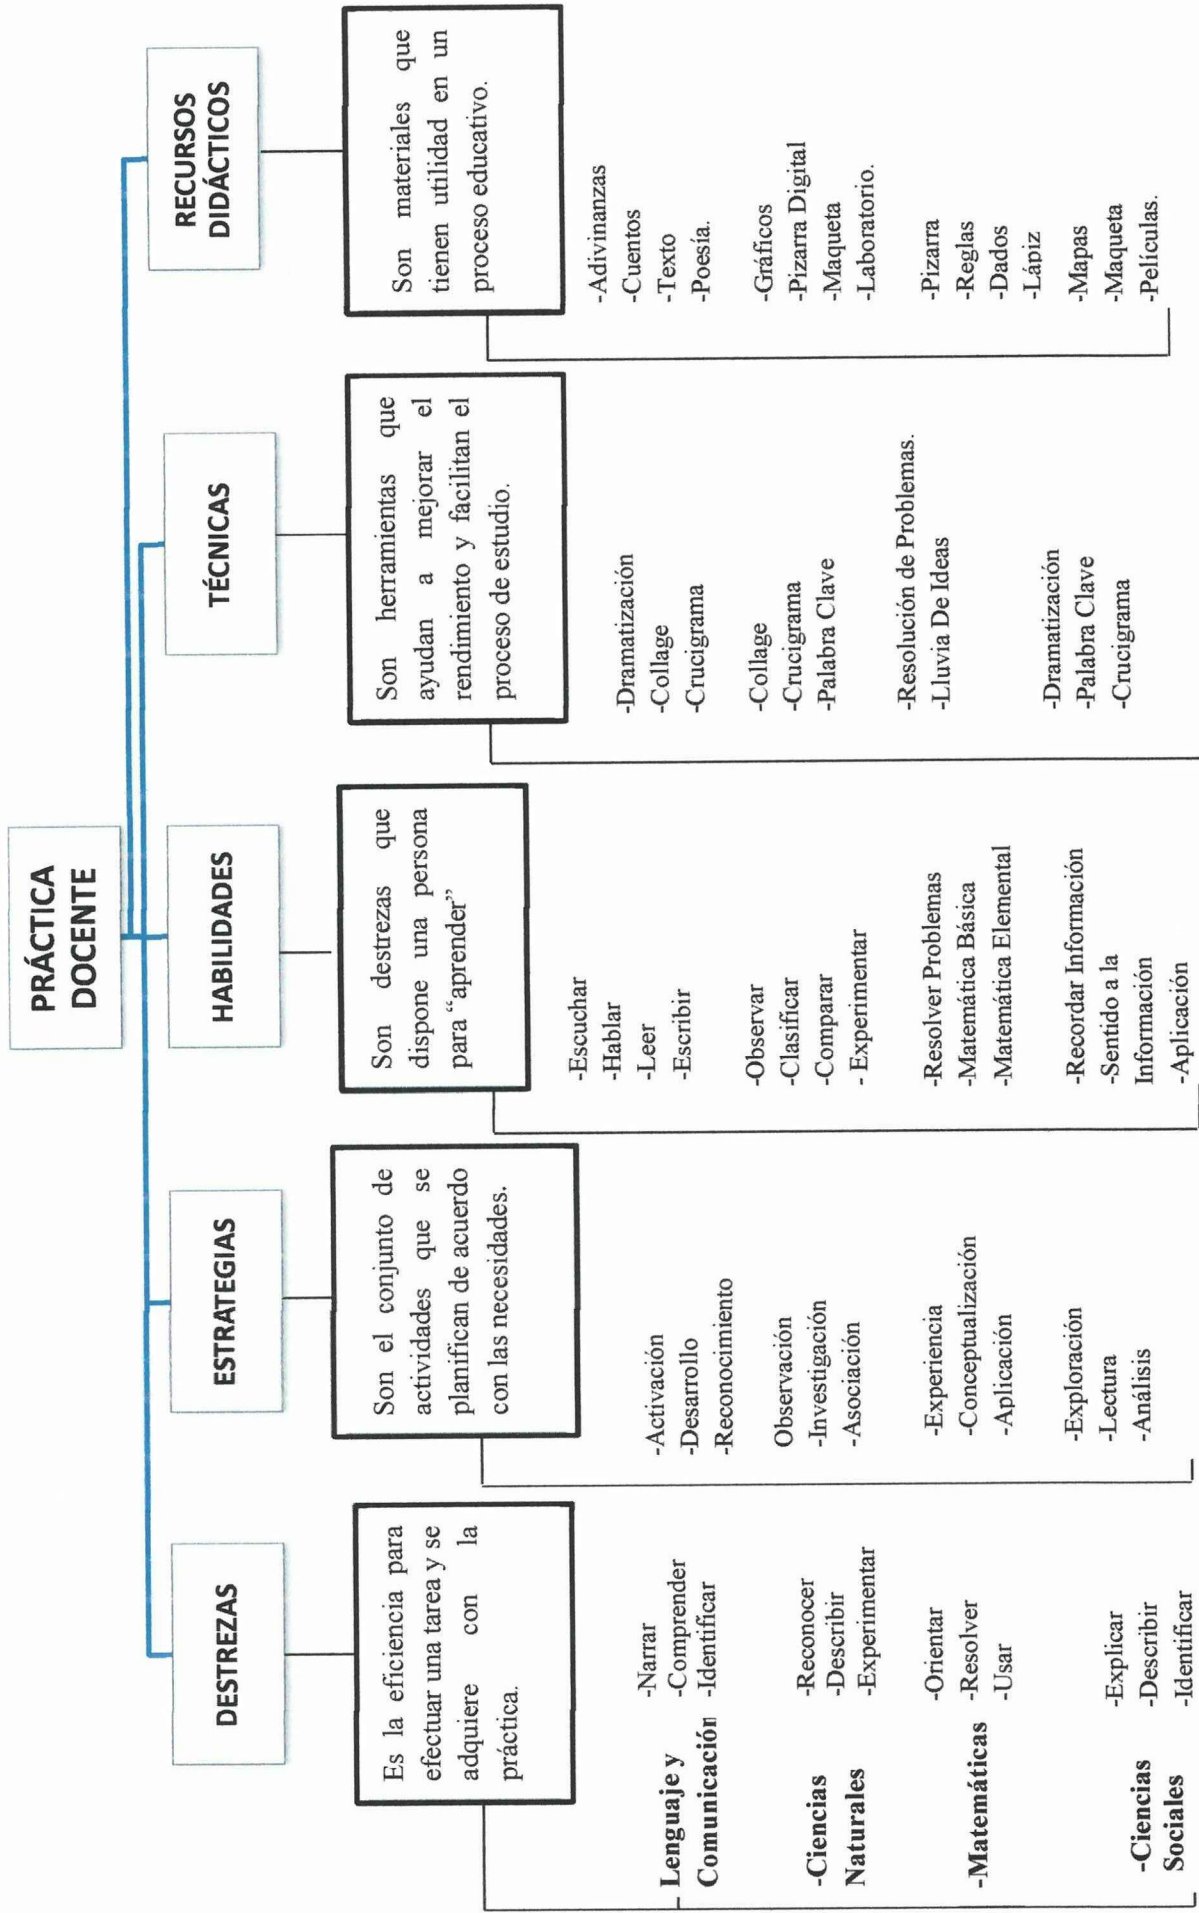 PRÁCTICA
DOCENTE
DESTREZAS
Es la eficiencia para
efectuar una tarea y se
adquiere con la
práctica.
Lenguaje y
Comunicación
-Narrar
-Comprender
-Identificar
-Ciencias
Naturales
-Reconocer
-Describir
-Experimentar
-Matemáticas
-Orientar
-Resolver
-Usar
-Ciencias
Sociales
-Explicar
-Describir
-Identificar
ESTRATEGIAS
Son el conjunto de
actividades que se
planifican de acuerdo
con las necesidades.
-Activación
-Desarrollo
-Reconocimiento
Observación
-Investigación
-Asociación
-Experiencia
-Conceptualización
-Aplicación
-Exploración
-Lectura
-Análisis
HABILIDADES
Son destrezas que
dispone una persona
para “aprender”
-Escuchar
-Hablar
-Leer
-Escribir
-Observar
-Clasificar
-Comparar
- Experimentar
-Resolver Problemas
-Matemática Básica
-Matemática Elemental
-Recordar Información
-Sentido a la
Información
-Aplicación
TÉCNICAS
Son herramientas que
ayudan a mejorar el
rendimiento y facilitan el
proceso de estudio.
-Dramatización
-Collage
-Crucigrama
-Collage
-Crucigrama
-Palabra Clave
-Resolución de Problemas.
-Lluvia De Ideas
-Dramatización
-Palabra Clave
-Crucigrama
RECURSOS
DIDÁCTICOS
Son materiales que
tienen utilidad en un
proceso educativo.
-Adivinanzas
-Cuentos
-Texto
-Poesía.
-Gráficos
-Pizarra Digital
-Maqueta
-Laboratorio.
-Pizarra
-Reglas
-Dados
-Lápiz
-Mapas
-Maqueta
-Películas.